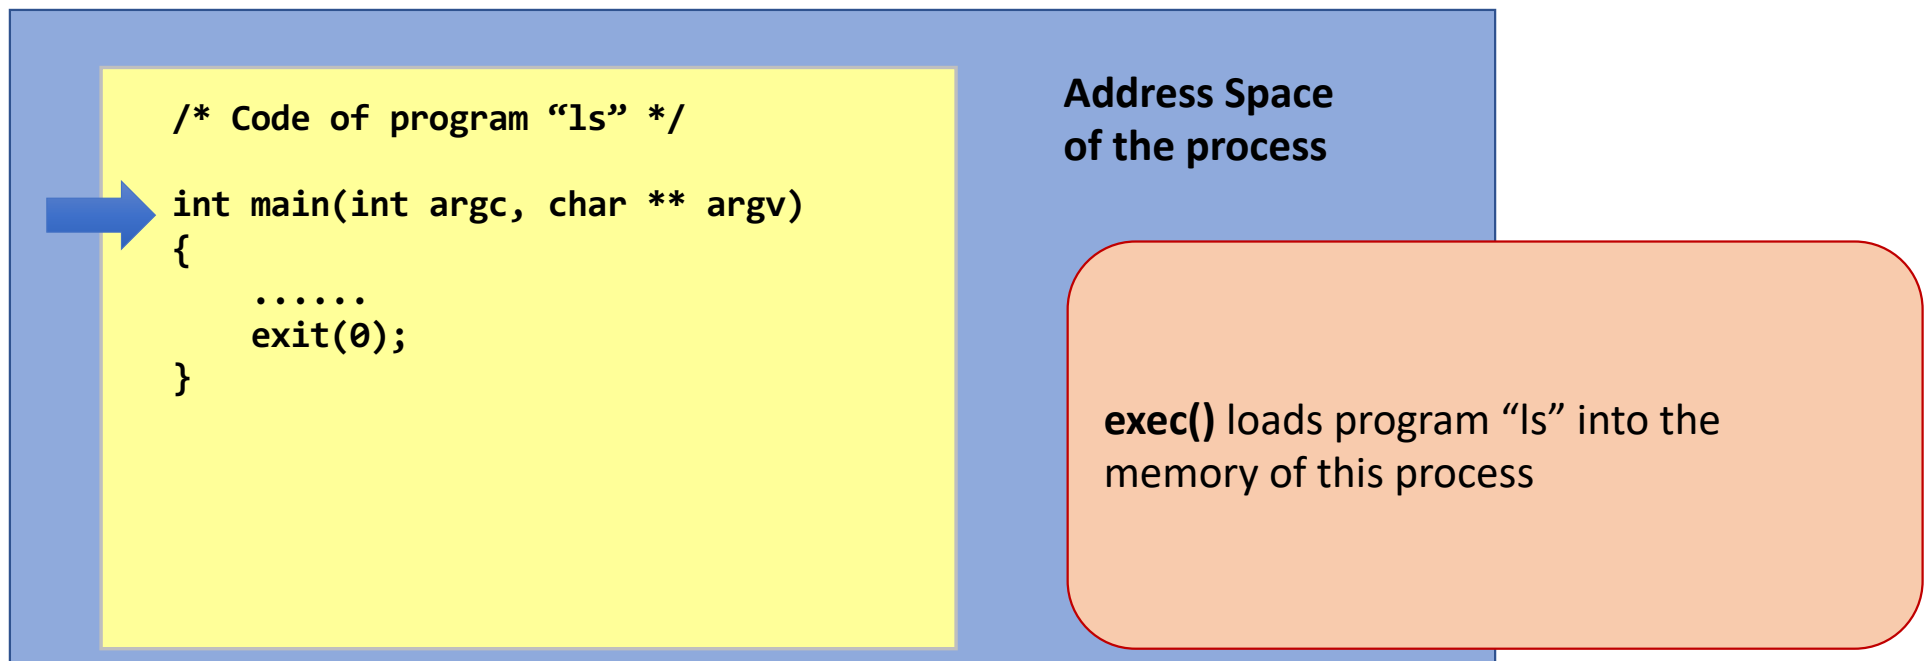 /* Code of program “ls” */
int main(int argc, char ** argv)
{
......
exit(0);
}
Address Space
of the process
exec() loads program “ls” into the
memory of this process